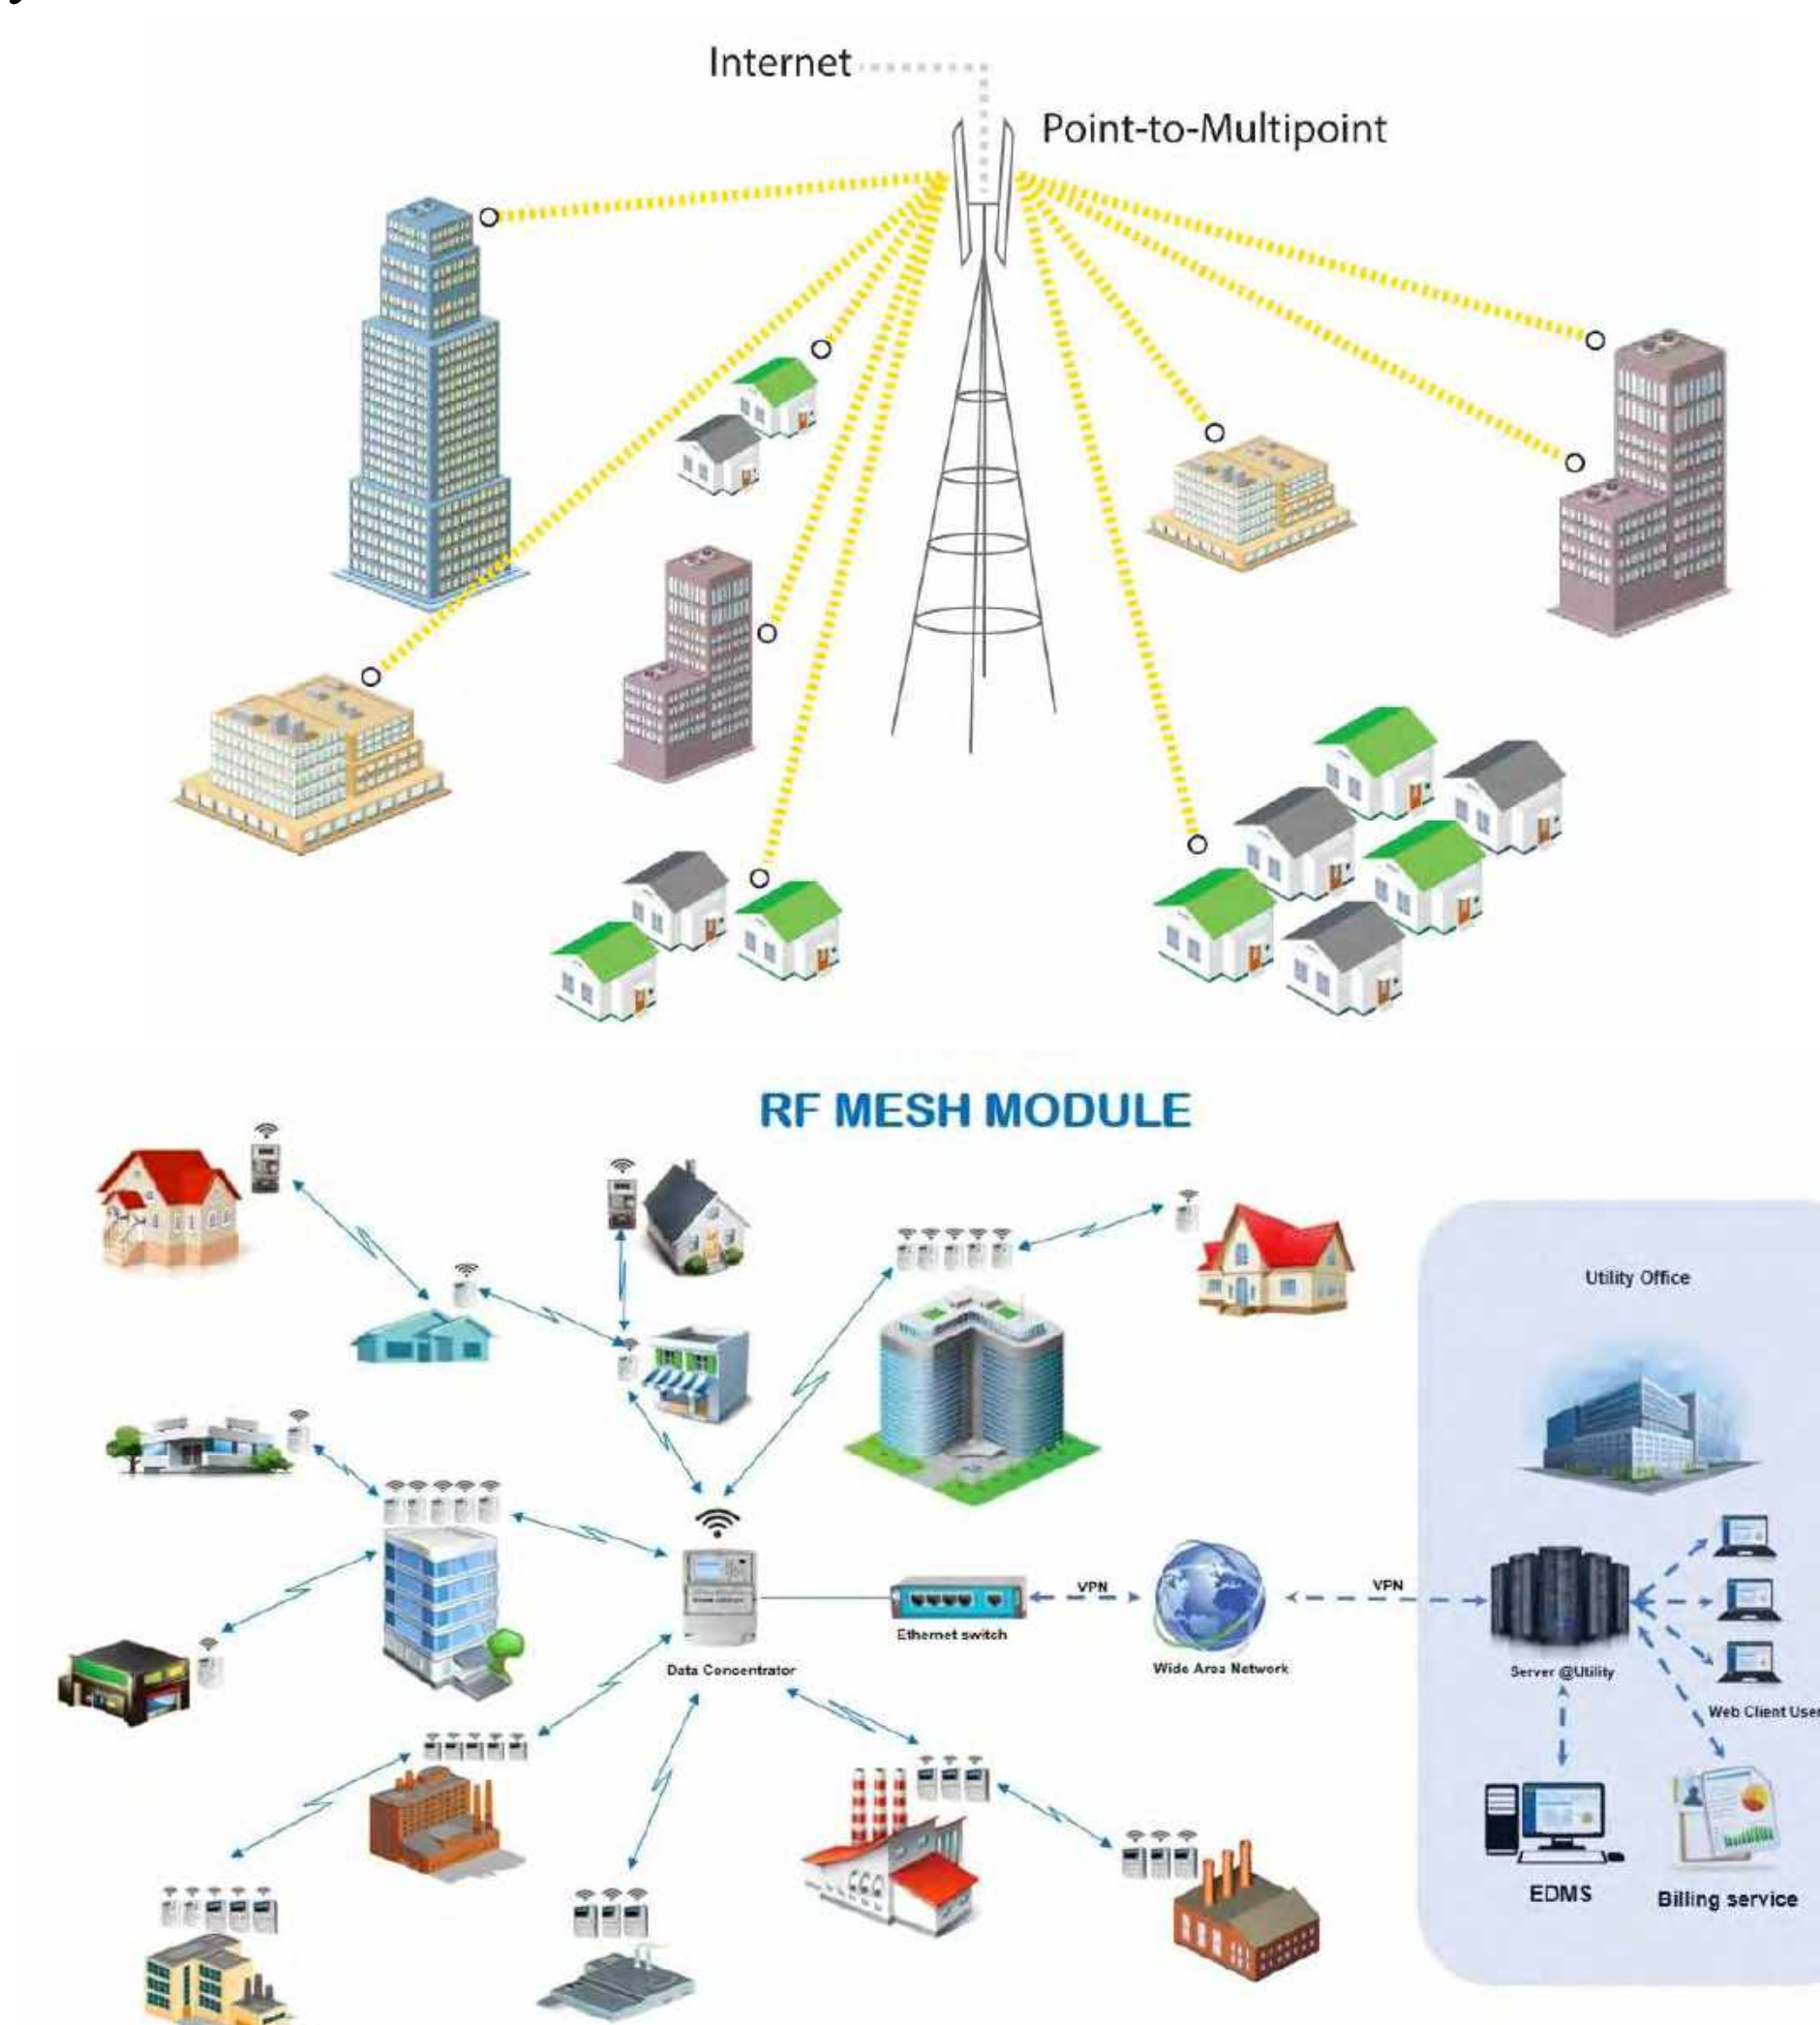 Internet
Point-to-Multipoint
RF MESH MODULE
Utility Office
VPN
VPN
Ethernet switch
Data Concentrator
Wide Area Network
Server @Utility
Web Client User
EDMS
Billing service